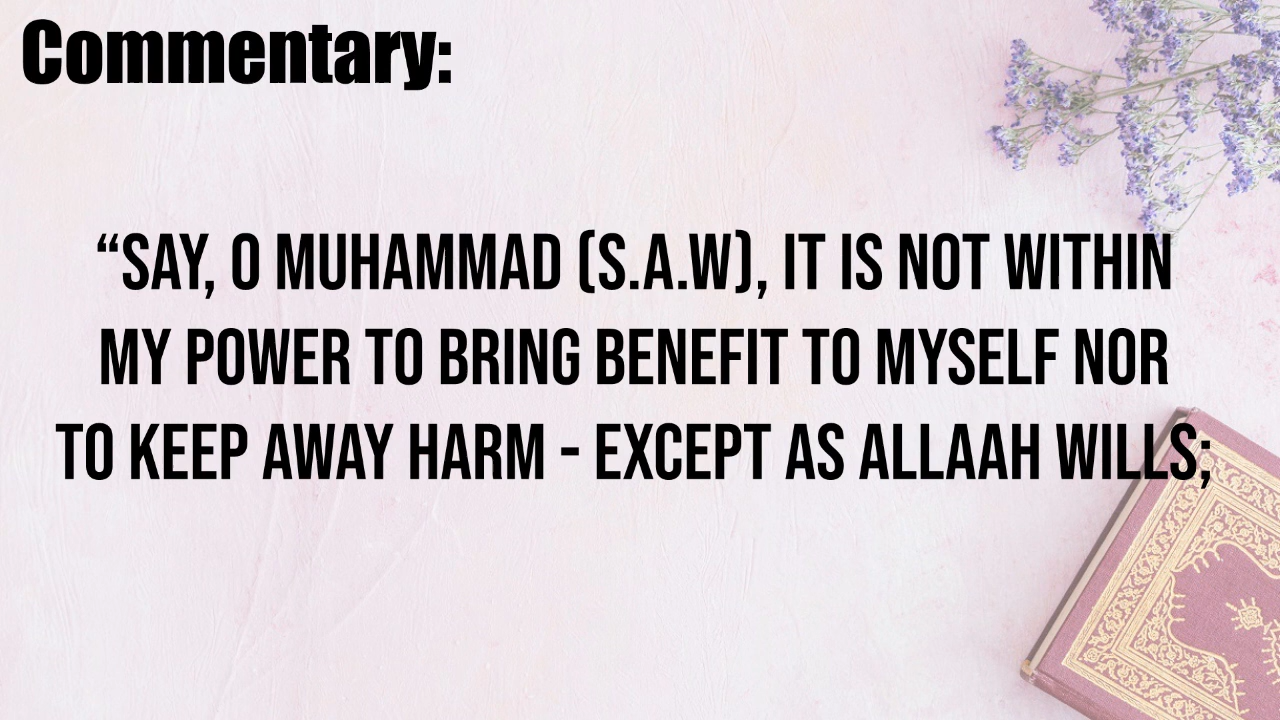 Commentary:
“SAY, O MUHAMMAD (S.A.W), IT IS NOT WITHIN
MY POWER TO BRING BENEFIT TO MYSELF NOR
TO KEEP AWAY HARM - EXCEPT AS ALLAAH WILLS;